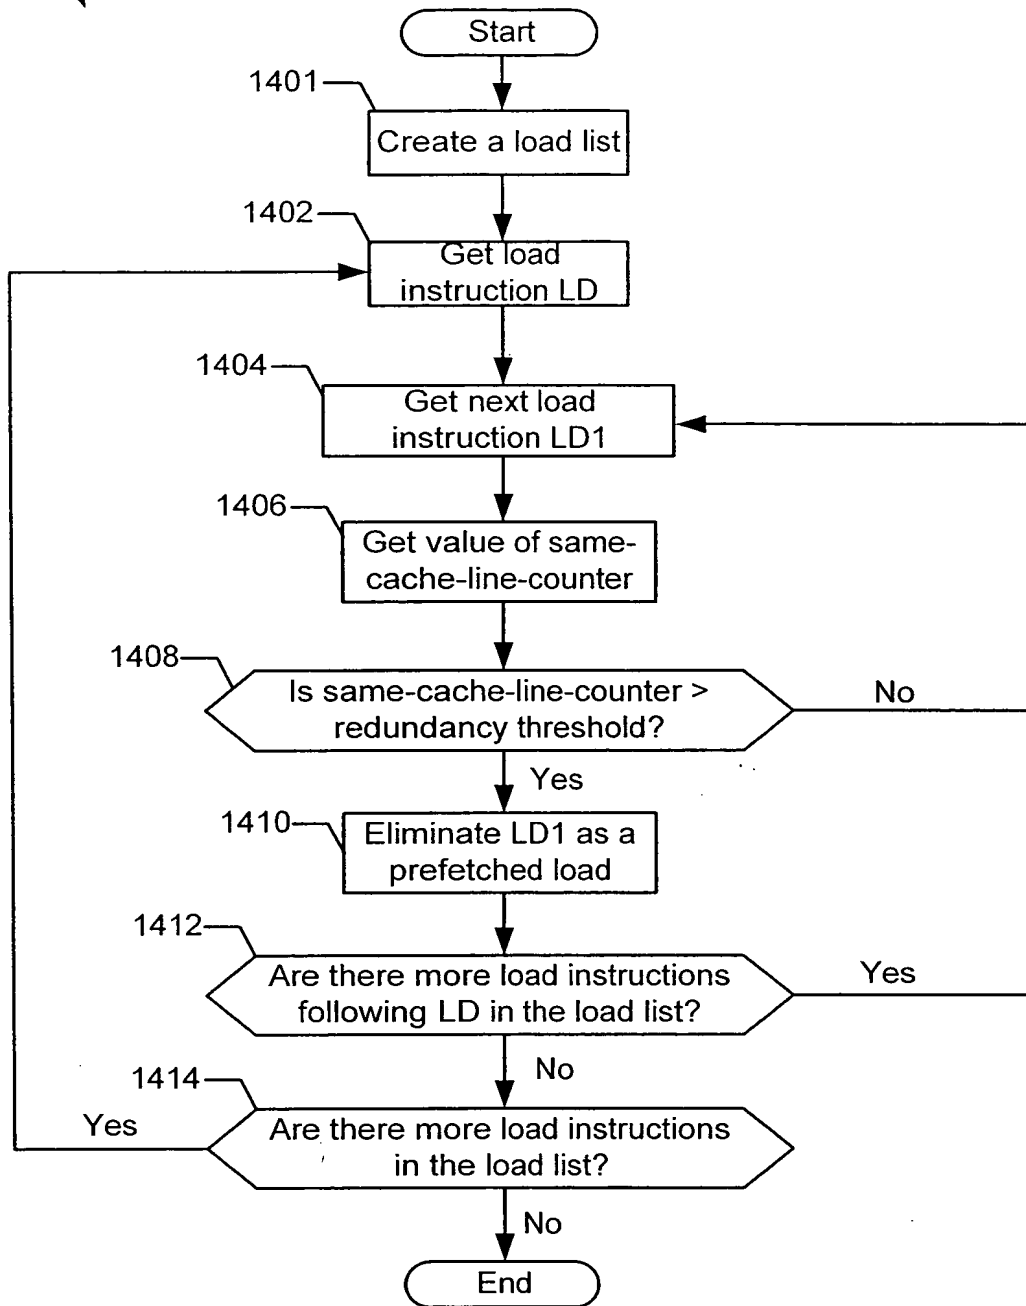 Start
1401
Create a load list
1402
Get load
instruction LD
1404
Get next load
instruction LD1
1406
Get value of same-
cache-line-counter
1408
Is same-cache-line-counter >
redundancy threshold?
No
Yes
1410
Eliminate LD1 as a
prefetched load
1412
Are there more load instructions
following LD in the load list?
Yes
No
1414
Yes
Are there more load instructions
in the load list?
No
End